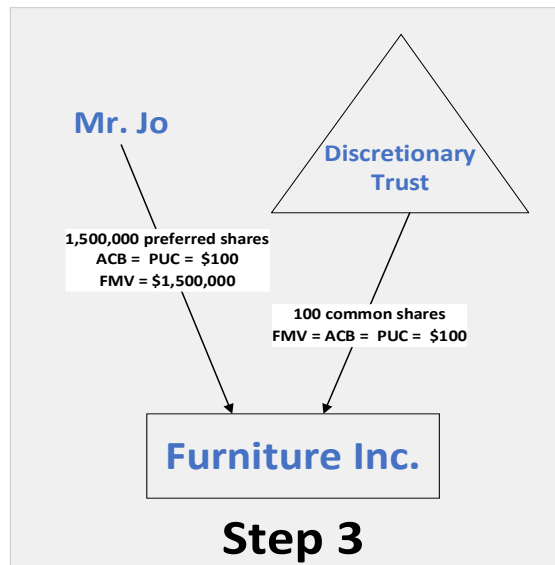 Mr. Jo
Discretionary
Trust
1,500,000 preferred shares
ACB = PUC = $100
FMV = $1,500,000
100 common shares
FMV = ACB = PUC = $100
Furniture Inc.
Step 3